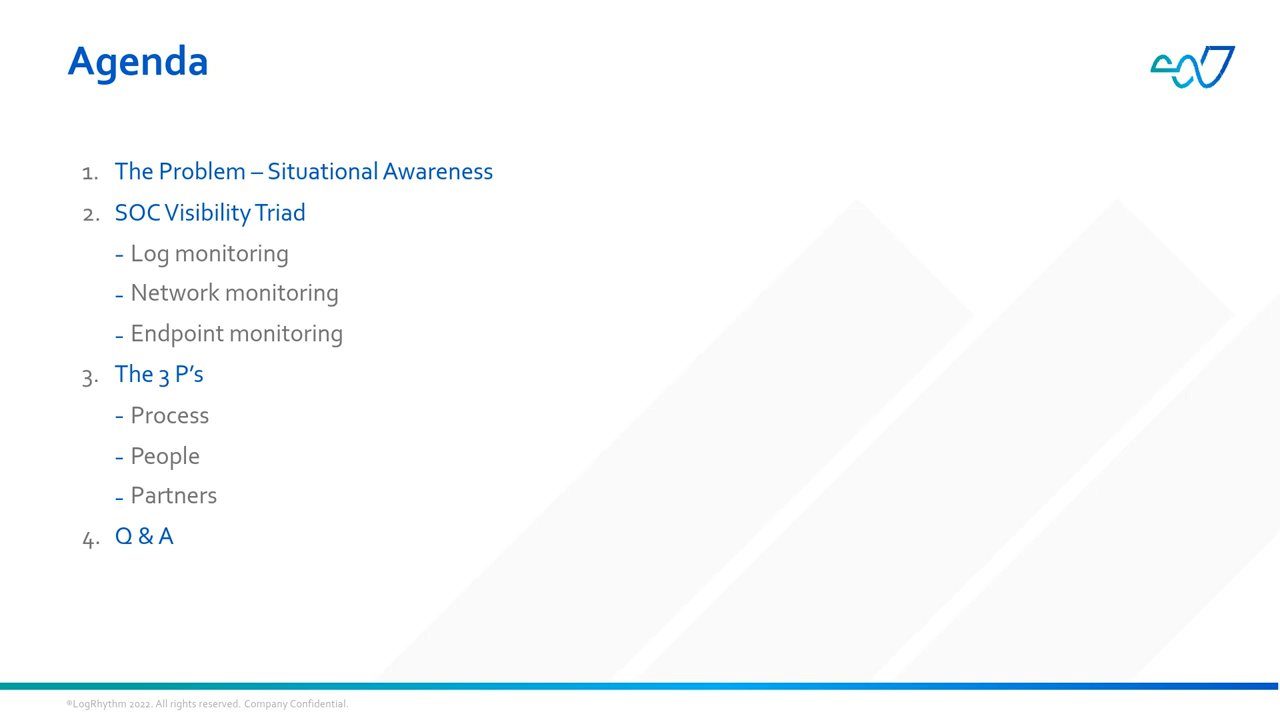 Agenda
1. The Problem – Situational Awareness
2. SOC Visibility Triad
- Log monitoring
- Network monitoring
- Endpoint monitoring
3. The 3 P’s
- Process
- People
- Partners
4. Q & A
®LogRhythm 2022. All rights reserved. Company Confidential.